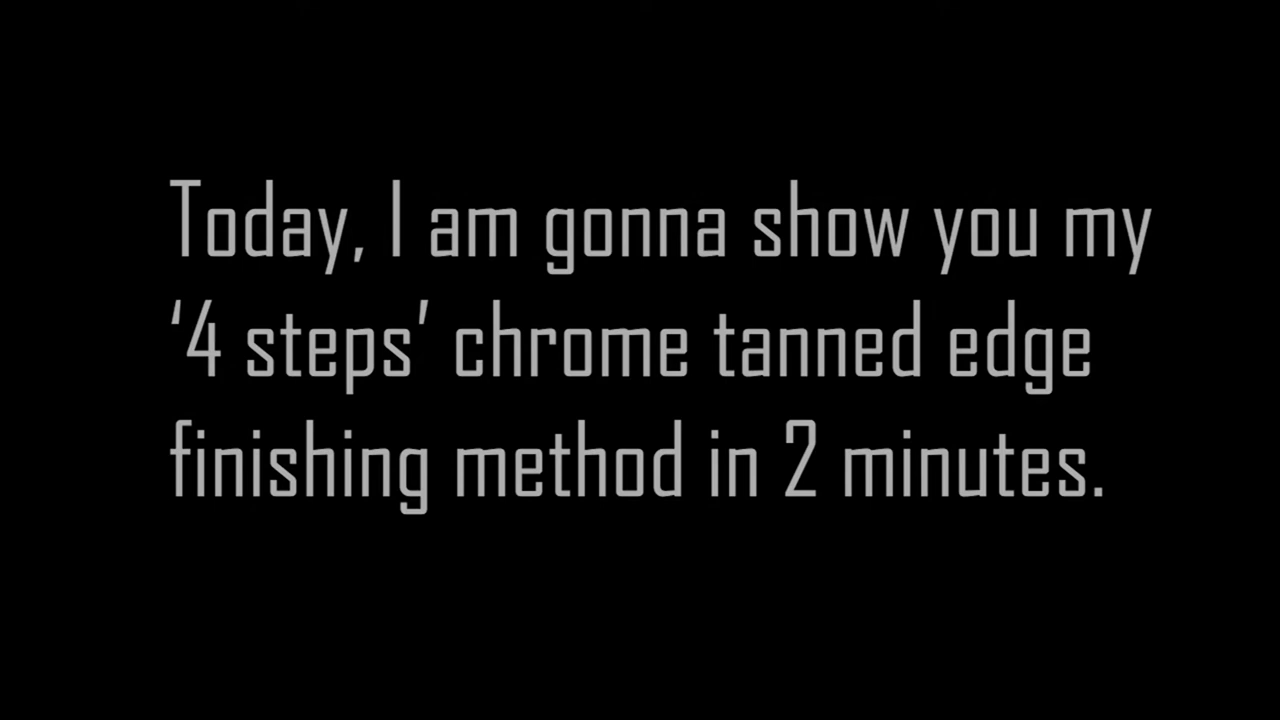 Today, I am gonna show you my
‘4 steps’ chrome tanned edge
finishing method in 2 minutes.